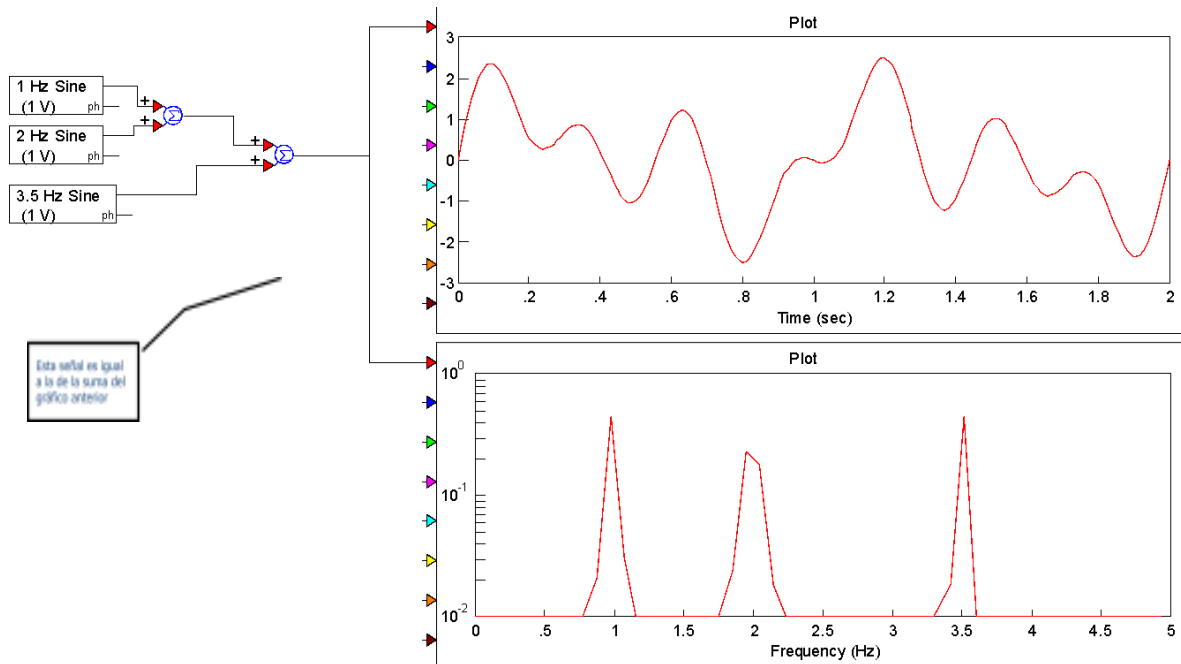 Plot
3
2
1
0
-1
-2
-3
0 .2 .4 .6 .8 1 1.2 1.4 1.6 1.8 2
Time (sec)
1 Hz Sine
(1 V) ph
+
+
Σ
2 Hz Sine
(1 V) ph
+
+
Σ
3.5 Hz Sine
(1 V) ph
Esta señal es igual
a la de la suma del
gráfico anterior
Plot
10^0
10^-1
10^-2
0 .5 1 1.5 2 2.5 3 3.5 4 4.5 5
Frequency (Hz)